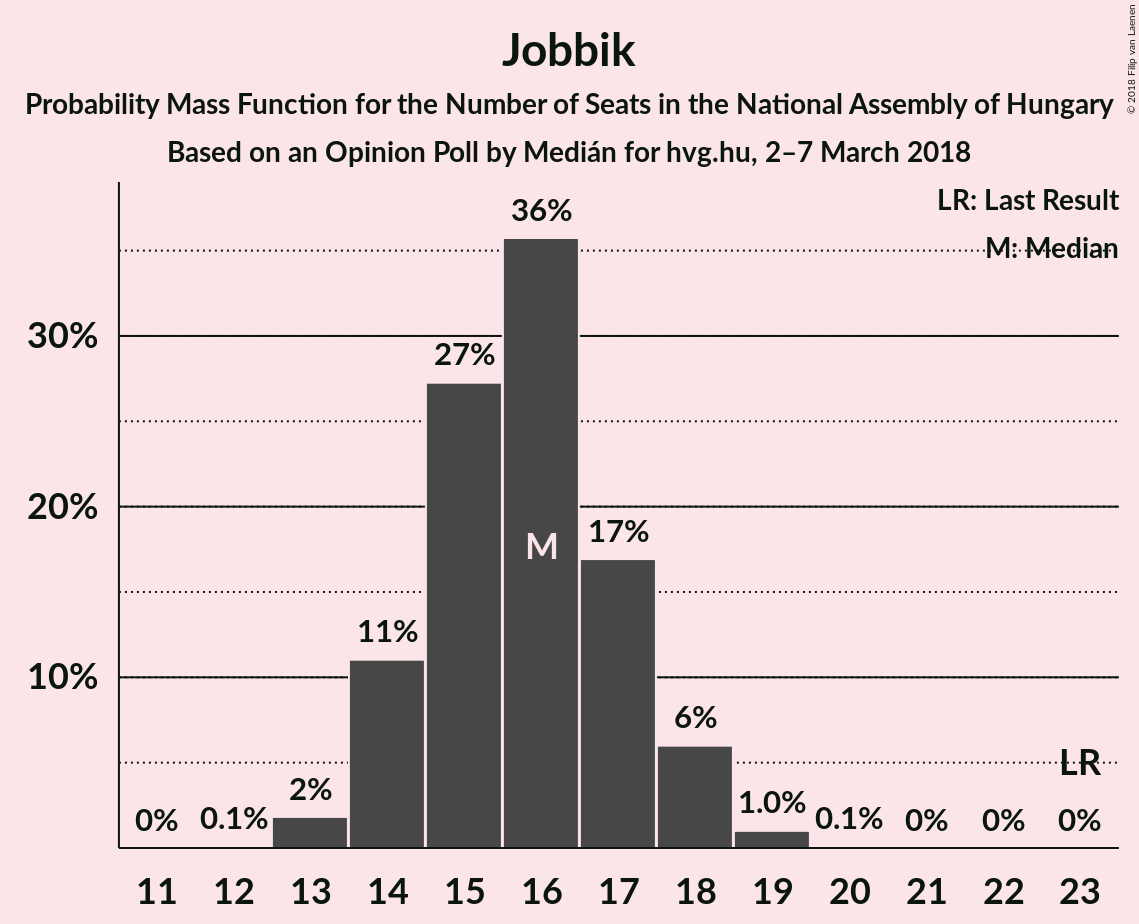 Jobbik
Probability Mass Function for the Number of Seats in the National Assembly of Hungary
Based on an Opinion Poll by Medián for hvg.hu, 2–7 March 2018
© 2018 Filip van Laenen
LR: Last Result
M: Median
36%
30%
27%
20%
17%
M
11%
10%
6%
LR
2%
1.0%
0% 0.1% 0.1% 0% 0% 0%
11 12 13 14 15 16 17 18 19 20 21 22 23